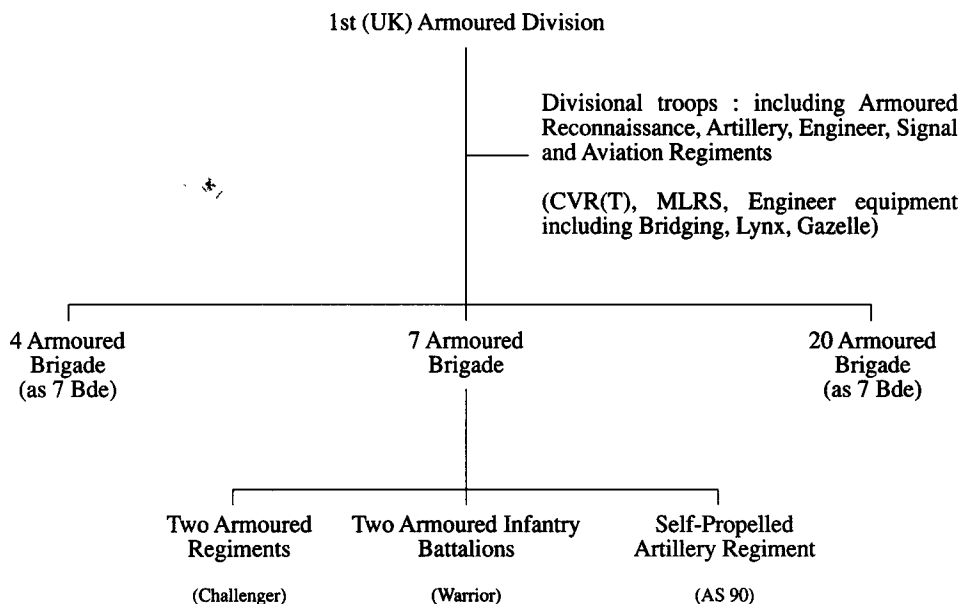 1st (UK) Armoured Division
Divisional troops : including Armoured
Reconnaissance, Artillery, Engineer, Signal
and Aviation Regiments
(CVR(T), MLRS, Engineer equipment
including Bridging, Lynx, Gazelle)
4 Armoured
Brigade
(as 7 Bde)
7 Armoured
Brigade
20 Armoured
Brigade
(as 7 Bde)
Two Armoured
Regiments
(Challenger)
Two Armoured Infantry
Battalions
(Warrior)
Self-Propelled
Artillery Regiment
(AS 90)